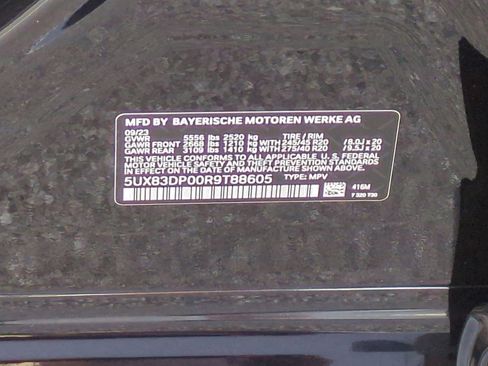 MFD BY BAYERISCHE MOTOREN WERKE AG
09/23
GVWR 5556 lbs 2520 kg TIRE / RIM
GAWR FRONT 2668 lbs 1210 kg WITH 245/45 R20 / 8.0J x 20
GAWR REAR 3109 lbs 1410 kg WITH 275/40 R20 / 9.5J x 20
THIS VEHICLE CONFORMS TO ALL APPLICABLE U.S. FEDERAL
MOTOR VEHICLE SAFETY AND THEFT PREVENTION STANDARDS
IN EFFECT ON THE DATE OF MANUFACTURE SHOWN ABOVE.
5UX83DP00R9T88605 TYPE: MPV
416M
7 320 730